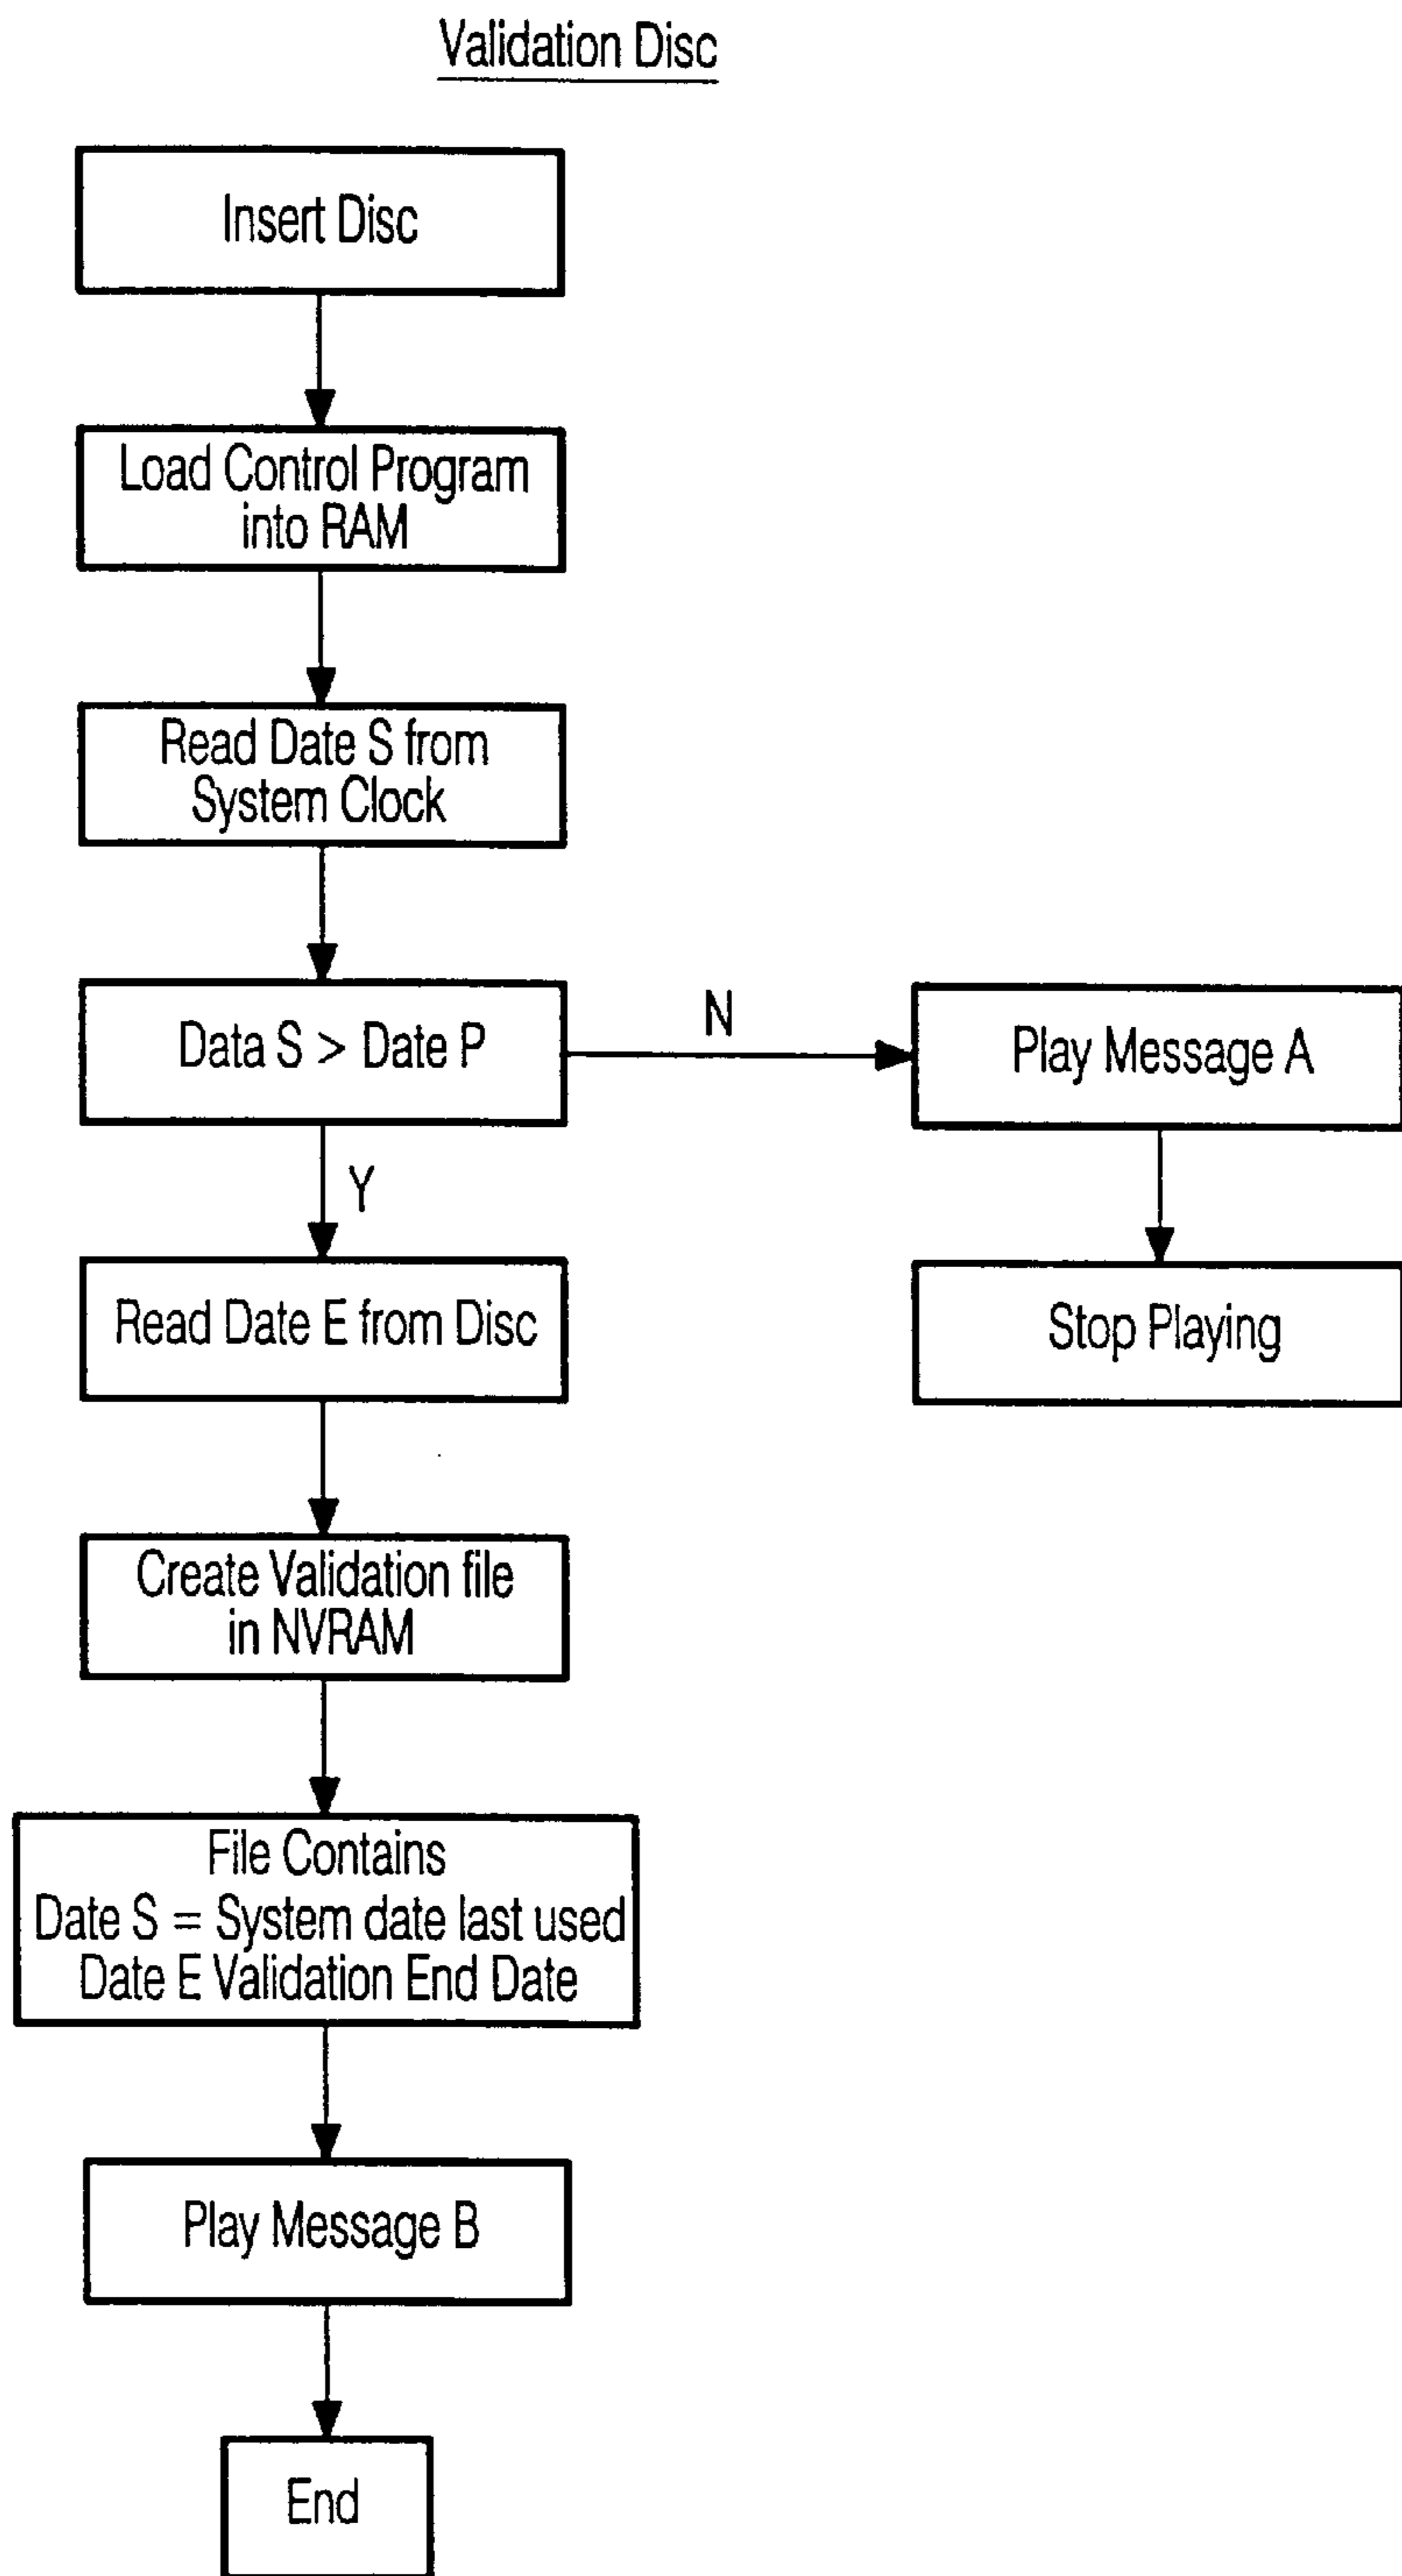 Validation Disc
Insert Disc
Load Control Program
into RAM
Read Date S from
System Clock
Data S > Date P
N
Play Message A
Y
Stop Playing
Read Date E from Disc
Create Validation file
in NVRAM
File Contains
Date S = System date last used
Date E Validation End Date
Play Message B
End